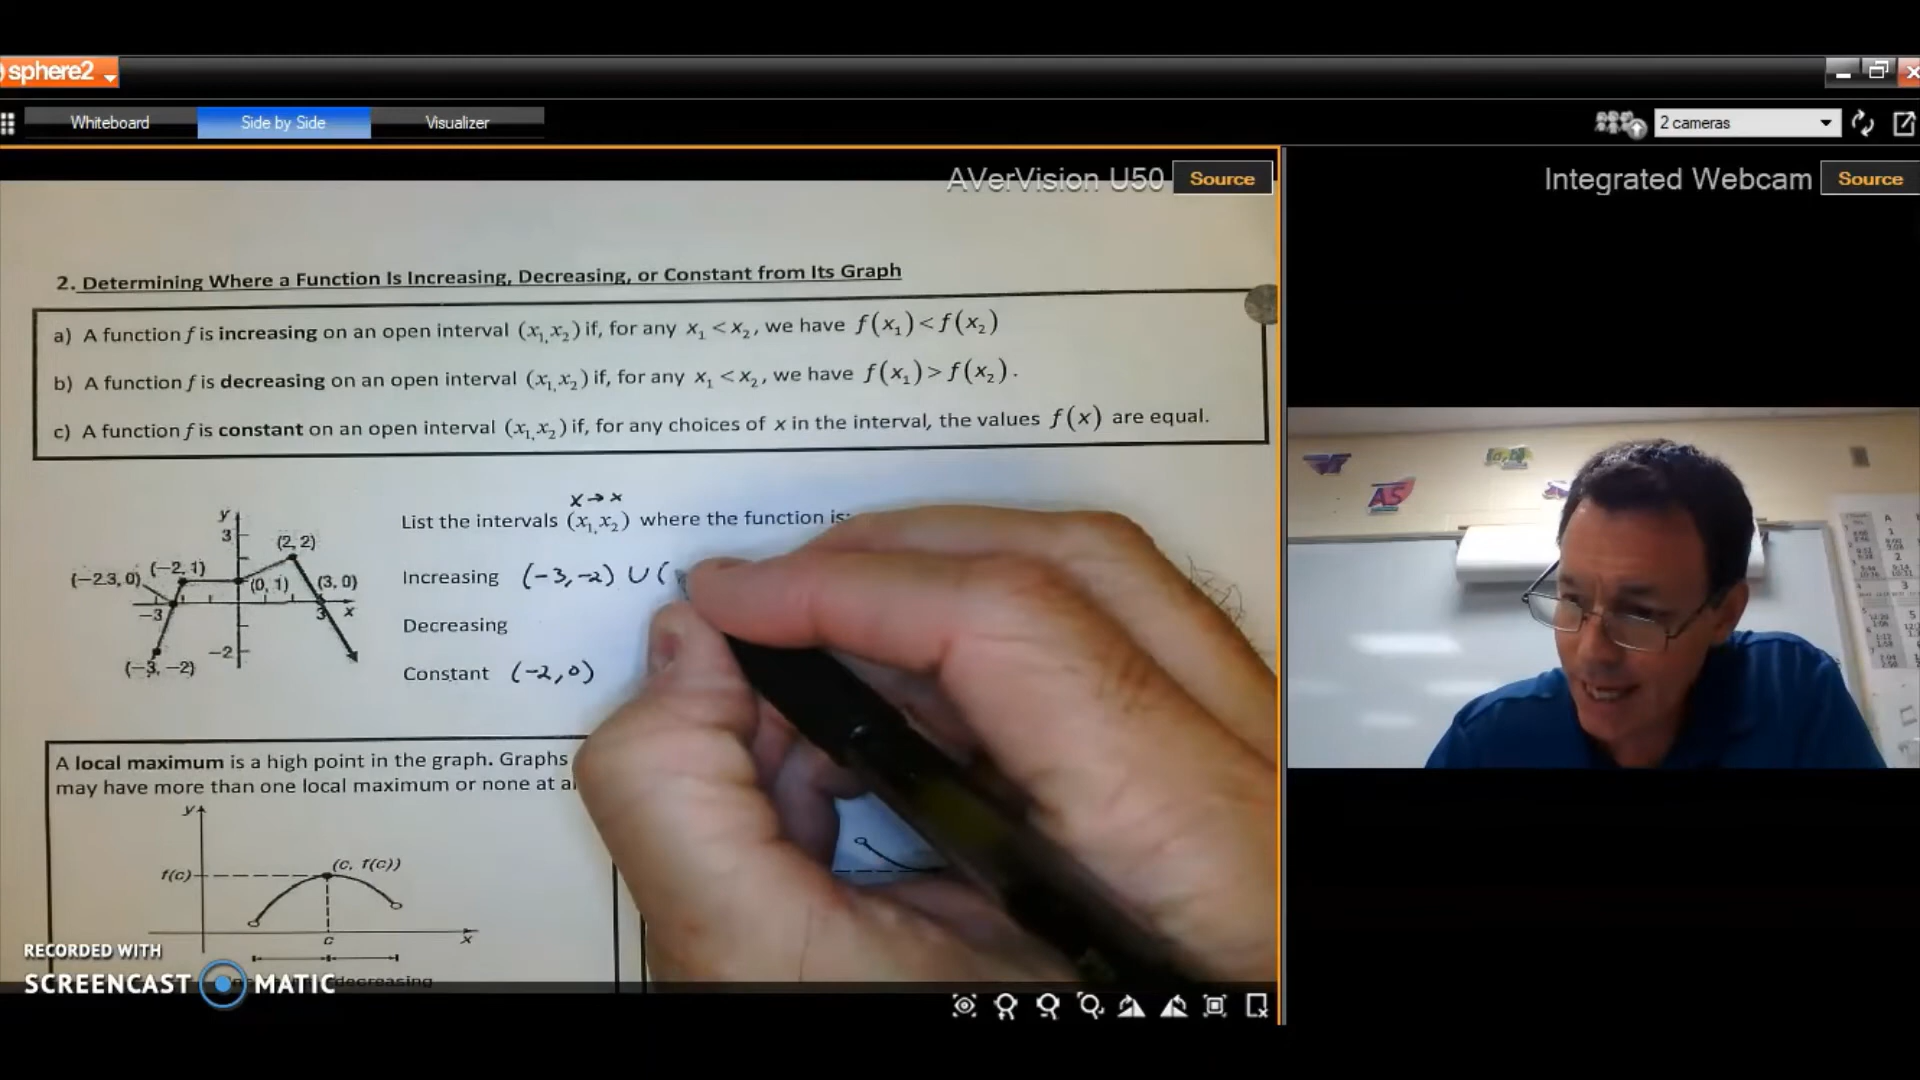 sphere2
Whiteboard Side by Side Visualizer
2 cameras
AVerVision U50 Source
Integrated Webcam Source
2. Determining Where a Function Is Increasing, Decreasing, or Constant from Its Graph
a) A function f is increasing on an open interval (x₁,x₂) if, for any x₁ < x₂, we have f(x₁) < f(x₂)
b) A function f is decreasing on an open interval (x₁,x₂) if, for any x₁ < x₂, we have f(x₁) > f(x₂).
c) A function f is constant on an open interval (x₁,x₂) if, for any choices of x in the interval, the values f(x) are equal.
x → x
List the intervals (x₁,x₂) where the function is:
Increasing (-3,-2) ∪ (
Decreasing
Constant (-2,0)
y
3
(2, 2)
(−2, 1)
(−2.3, 0)
(0, 1)
(3, 0)
−3
3
x
−2
(−3, −2)
A local maximum is a high point in the graph. Graphs
may have more than one local maximum or none at
y
f(c)
(c, f(c))
c
x
decreasing
RECORDED WITH
SCREENCAST MATIC
AS